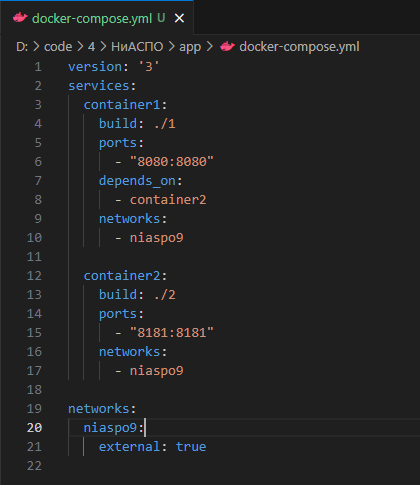 docker-compose.yml U ×
D: > code > 4 > НиАСПО > app > docker-compose.yml
1 version: '3'
2 services:
3   container1:
4     build: ./1
5     ports:
6       - "8080:8080"
7     depends_on:
8       - container2
9     networks:
10       - niaspo9
11
12   container2:
13     build: ./2
14     ports:
15       - "8181:8181"
16     networks:
17       - niaspo9
18
19 networks:
20   niaspo9:
21     external: true
22